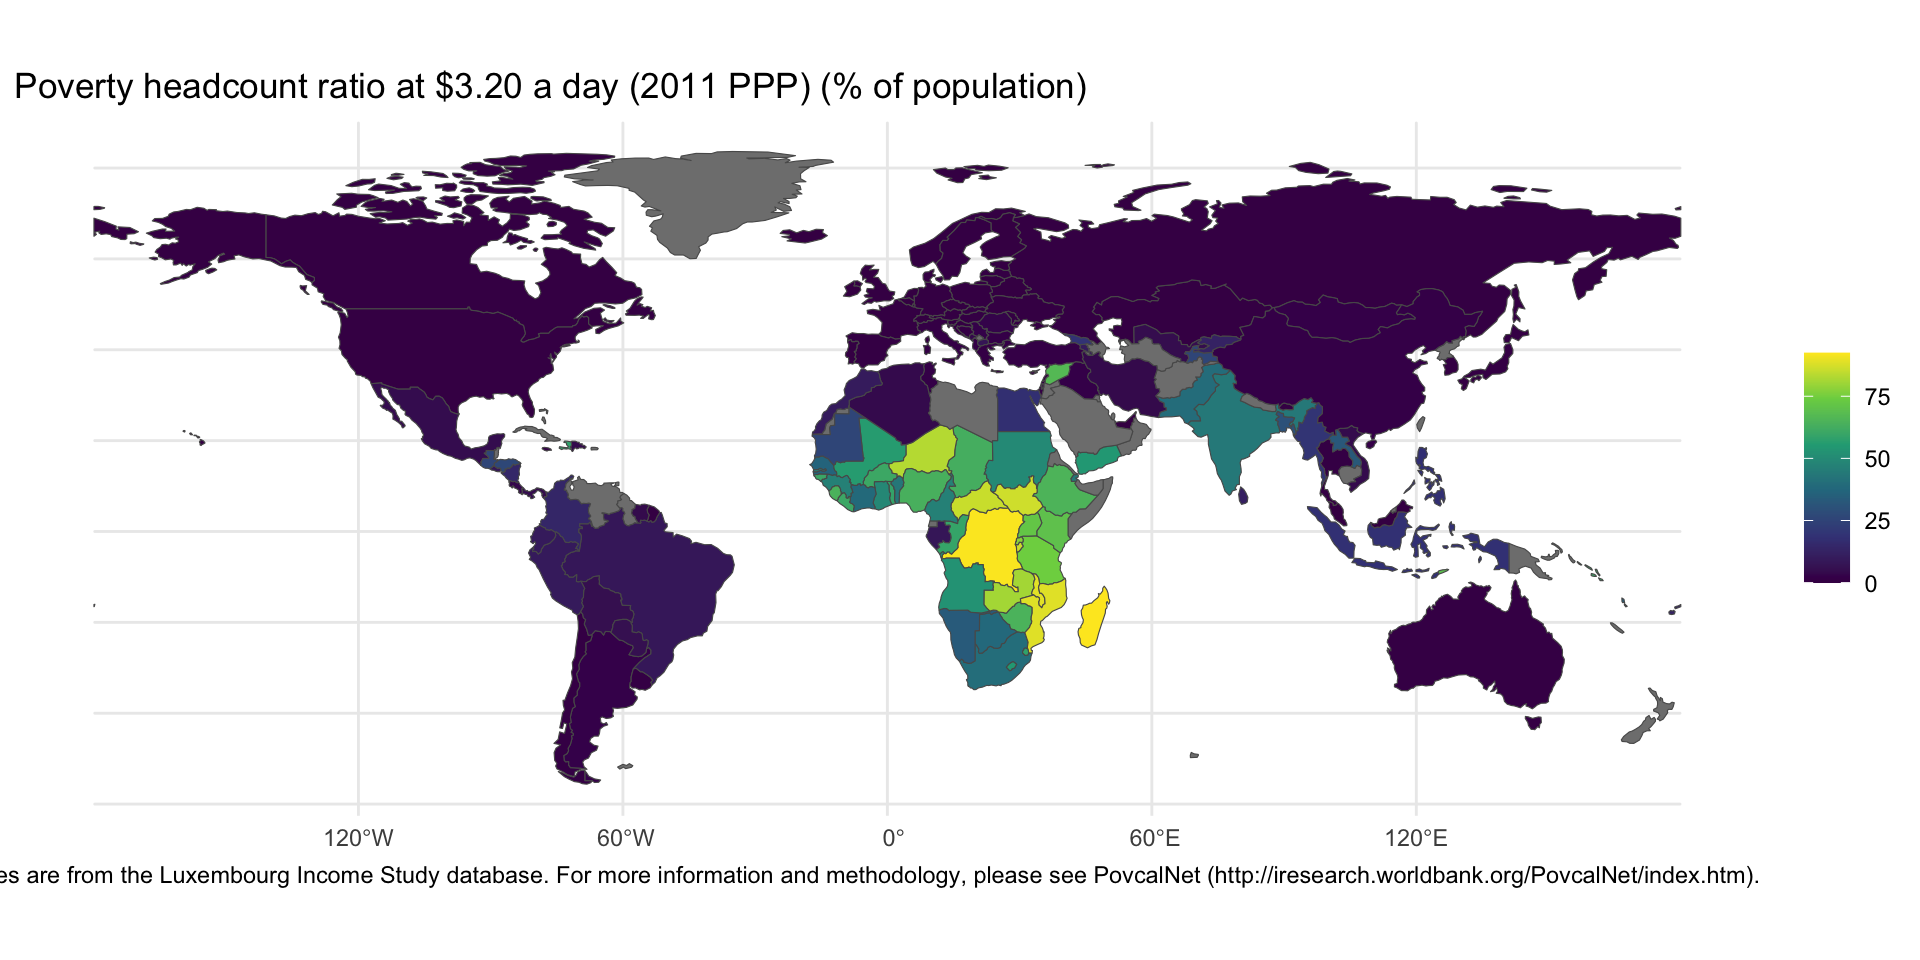 Poverty headcount ratio at $3.20 a day (2011 PPP) (% of population)
75
50
25
0
120°W 60°W 0° 60°E 120°E
es are from the Luxembourg Income Study database. For more information and methodology, please see PovcalNet (http://iresearch.worldbank.org/PovcalNet/index.htm).